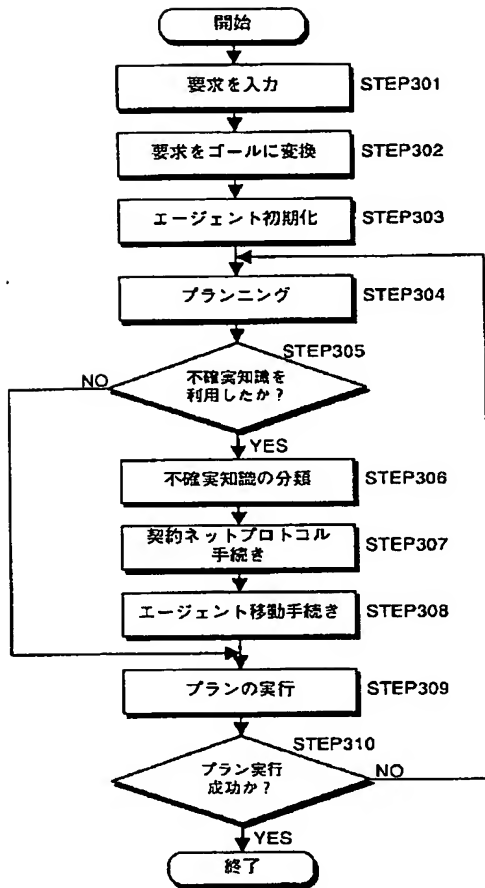 開始
要求を入力
STEP301
要求をゴールに変換
STEP302
エージェント初期化
STEP303
プランニング
STEP304
STEP305
不確実知識を
利用したか?
NO
YES
不確実知識の分類
STEP306
契約ネットプロトコル
手続き
STEP307
エージェント移動手続き
STEP308
プランの実行
STEP309
STEP310
プラン実行
成功か?
NO
YES
終了